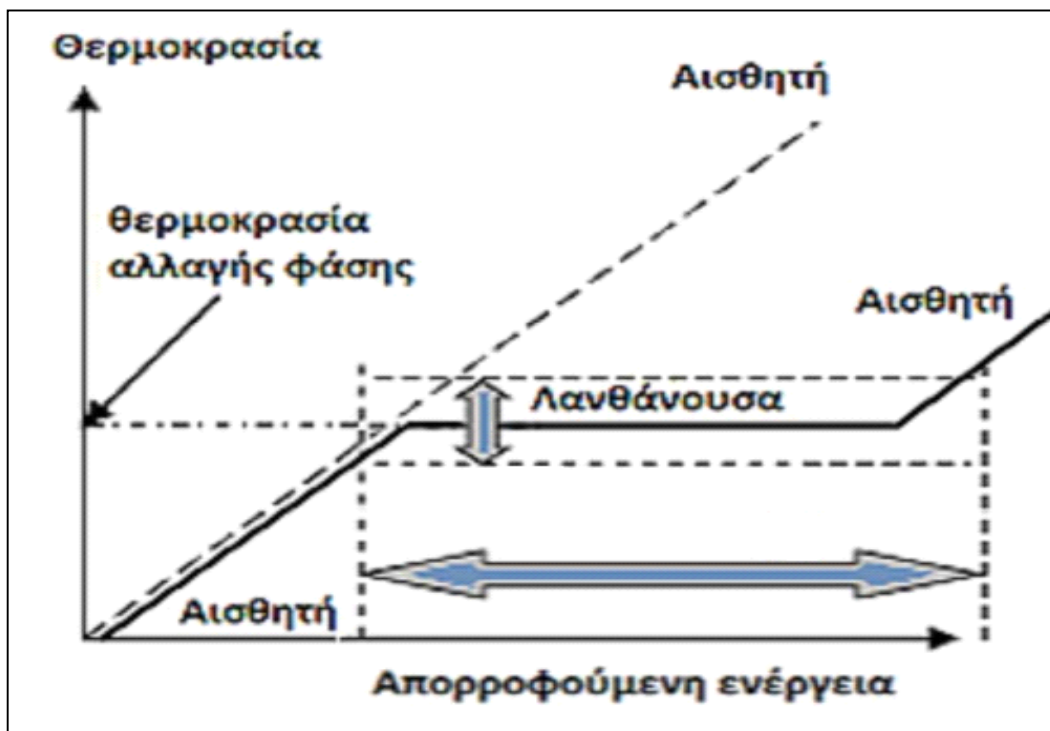 Θερμοκρασία
Αισθητή
θερμοκρασία
αλλαγής φάσης
Αισθητή
Λανθάνουσα
Αισθητή
Απορροφούμενη ενέργεια